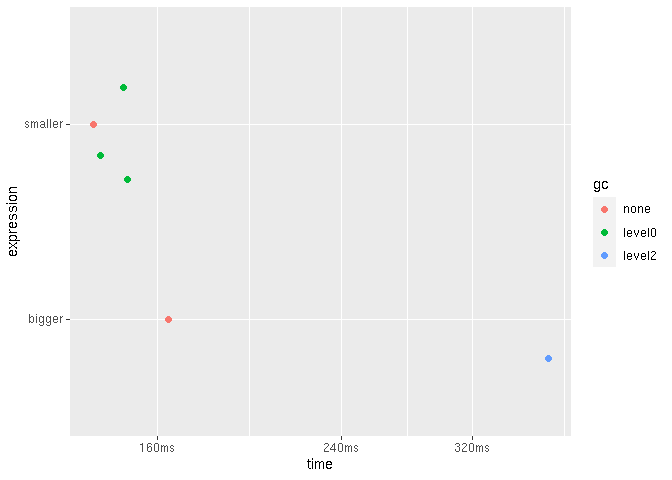 expression
smaller
bigger
160ms
240ms
320ms
time
gc
none
level0
level2